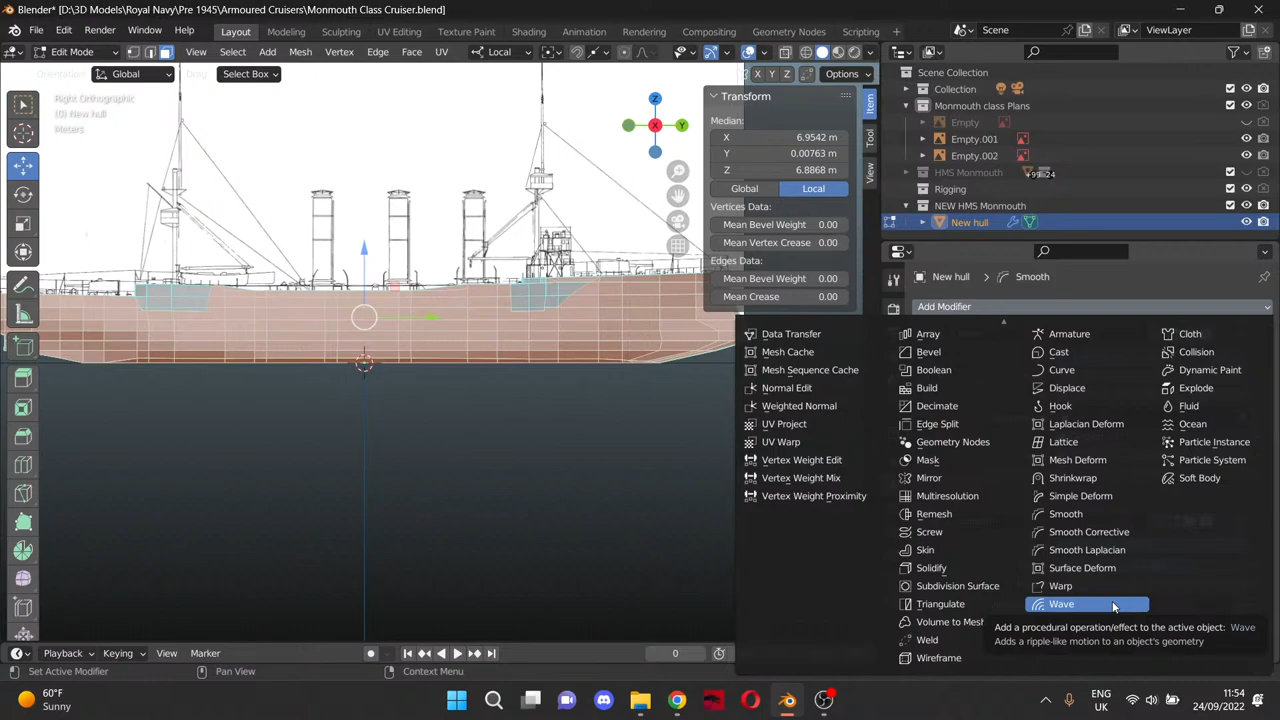 Blender* [D:\3D Models\Royal Navy\Pre 1945\Armoured Cruisers\Monmouth Class Cruiser.blend]
File Edit Render Window Help Layout Modeling Sculpting UV Editing Texture Paint Shading Animation Rendering Compositing Geometry Nodes Scripting Scene ViewLayer
Edit Mode View Select Add Mesh Vertex Edge Face UV Local
Orientation: Global Drag: Select Box X Y Z Options
Right Orthographic
(0) New hull
Meters
Z
X
Y
Transform
Median:
X 6.9542 m
Y 0.00763 m
Z 6.8868 m
Global Local
Vertices Data:
Mean Bevel Weight 0.00
Mean Vertex Crease 0.00
Edges Data:
Mean Bevel Weight 0.00
Mean Crease 0.00
Item
Tool
View
Scene Collection
Collection
Monmouth class Plans
Empty
Empty.001
Empty.002
HMS Monmouth +99 24
Rigging
NEW HMS Monmouth
New hull
New hull Smooth
Add Modifier
Data Transfer Array Armature Cloth
Mesh Cache Bevel Cast Collision
Mesh Sequence Cache Boolean Curve Dynamic Paint
Normal Edit Build Displace Explode
Weighted Normal Decimate Hook Fluid
UV Project Edge Split Laplacian Deform Ocean
UV Warp Geometry Nodes Lattice Particle Instance
Vertex Weight Edit Mask Mesh Deform Particle System
Vertex Weight Mix Mirror Shrinkwrap Soft Body
Vertex Weight Proximity Multiresolution Simple Deform
Remesh Smooth
Screw Smooth Corrective
Skin Smooth Laplacian
Solidify Surface Deform
Subdivision Surface Warp
Triangulate Wave
Volume to Mesh
Weld
Wireframe
Add a procedural operation/effect to the active object: Wave
Adds a ripple-like motion to an object's geometry
Playback Keying View Marker 0
Set Active Modifier Pan View Context Menu
60°F
Sunny
ENG
UK
11:54
24/09/2022